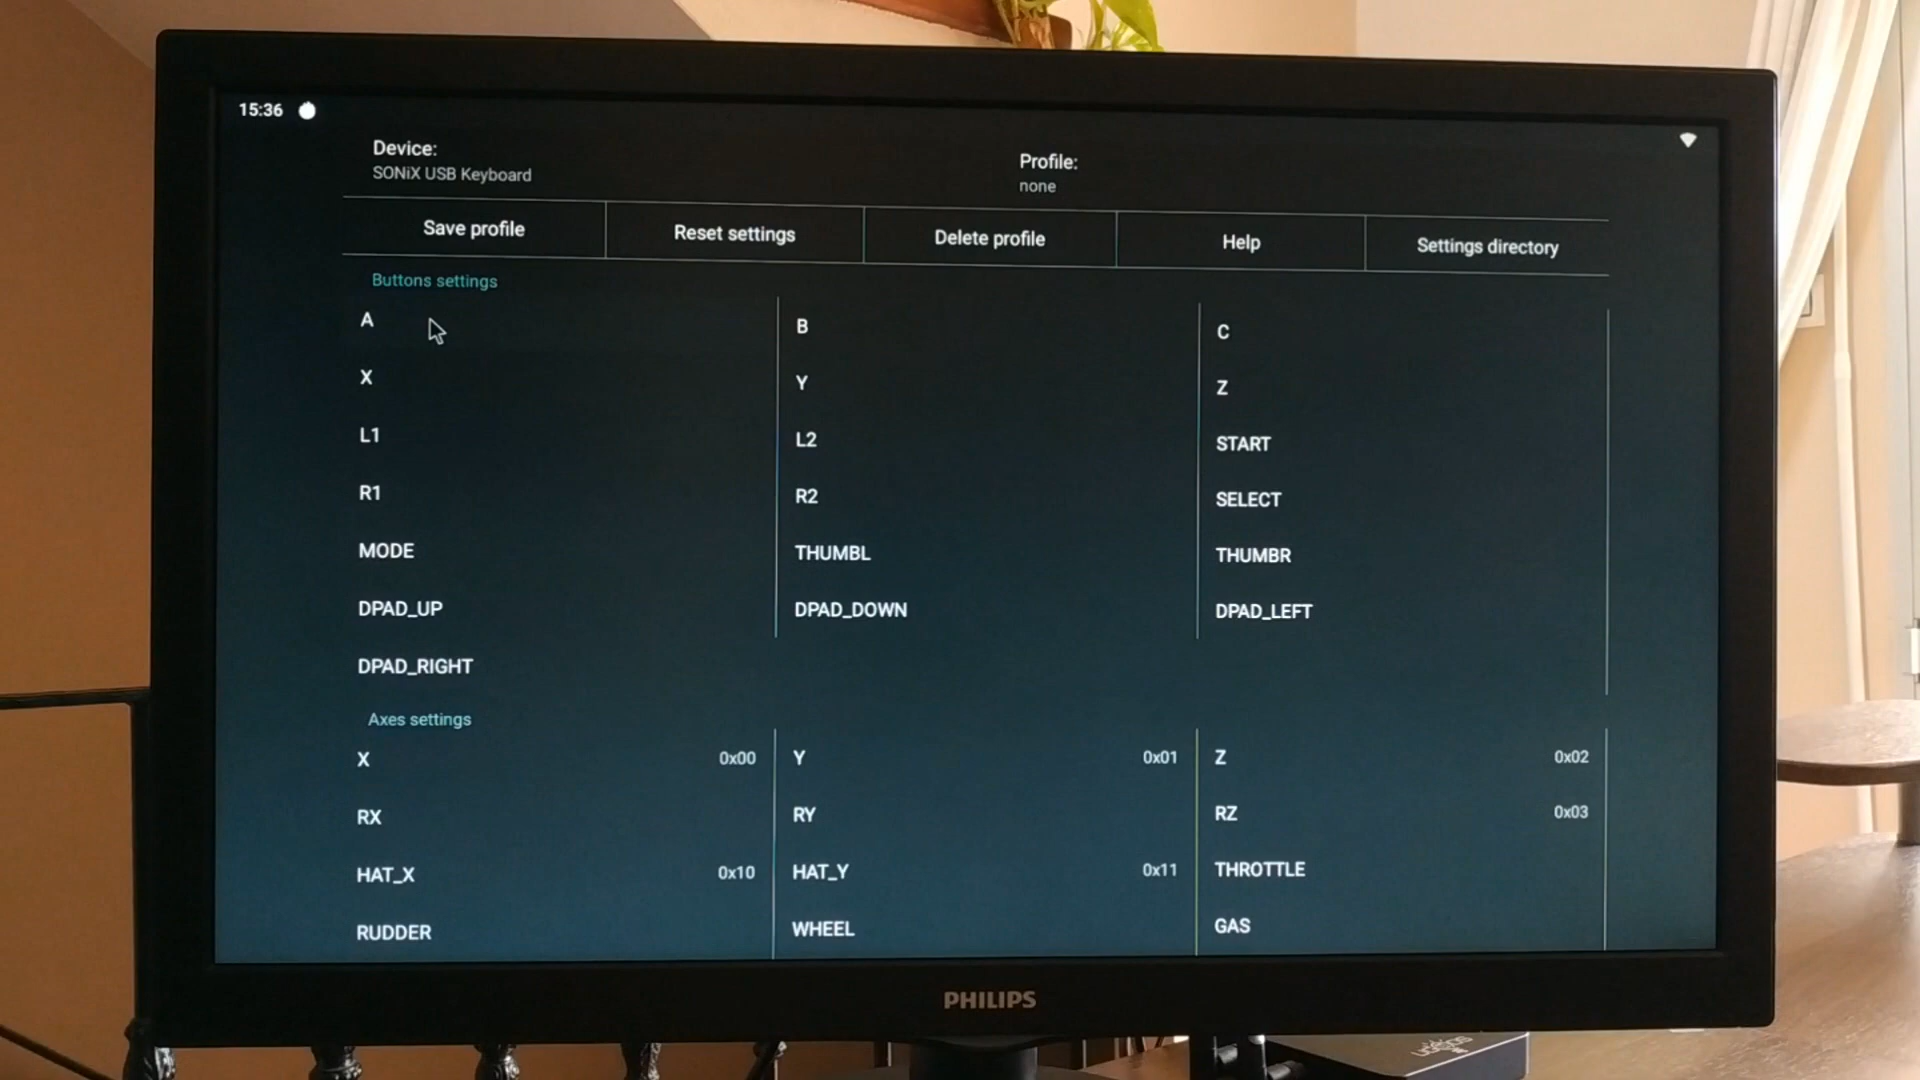 15:36
Device:
SONiX USB Keyboard
Profile:
none
Save profile
Reset settings
Delete profile
Help
Settings directory
Buttons settings
A
B
C
X
Y
Z
L1
L2
START
R1
R2
SELECT
MODE
THUMBL
THUMBR
DPAD_UP
DPAD_DOWN
DPAD_LEFT
DPAD_RIGHT
Axes settings
X 0x00
Y 0x01
Z 0x02
RX
RY
RZ 0x03
HAT_X 0x10
HAT_Y 0x11
THROTTLE
RUDDER
WHEEL
GAS
PHILIPS